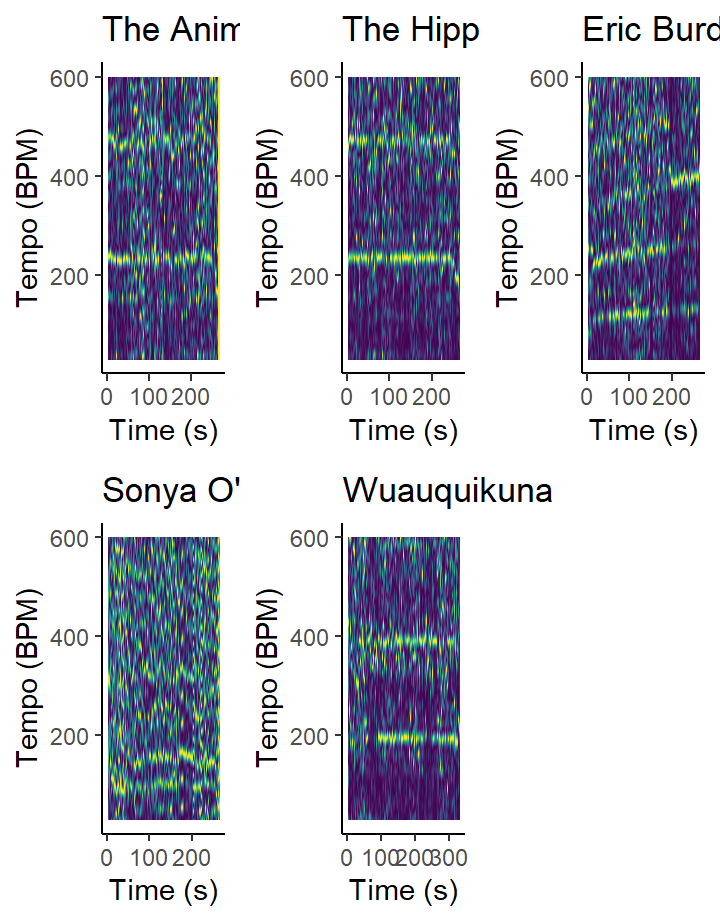 The Anim
The Hipp
Eric Burd
Tempo (BPM)
600
400
200
0 100 200
Time (s)
Tempo (BPM)
600
400
200
0 100 200
Time (s)
Tempo (BPM)
600
400
200
0 100 200
Time (s)
Sonya O'
Wuauquikuna
Tempo (BPM)
600
400
200
0 100 200
Time (s)
Tempo (BPM)
600
400
200
0 100 200 300
Time (s)